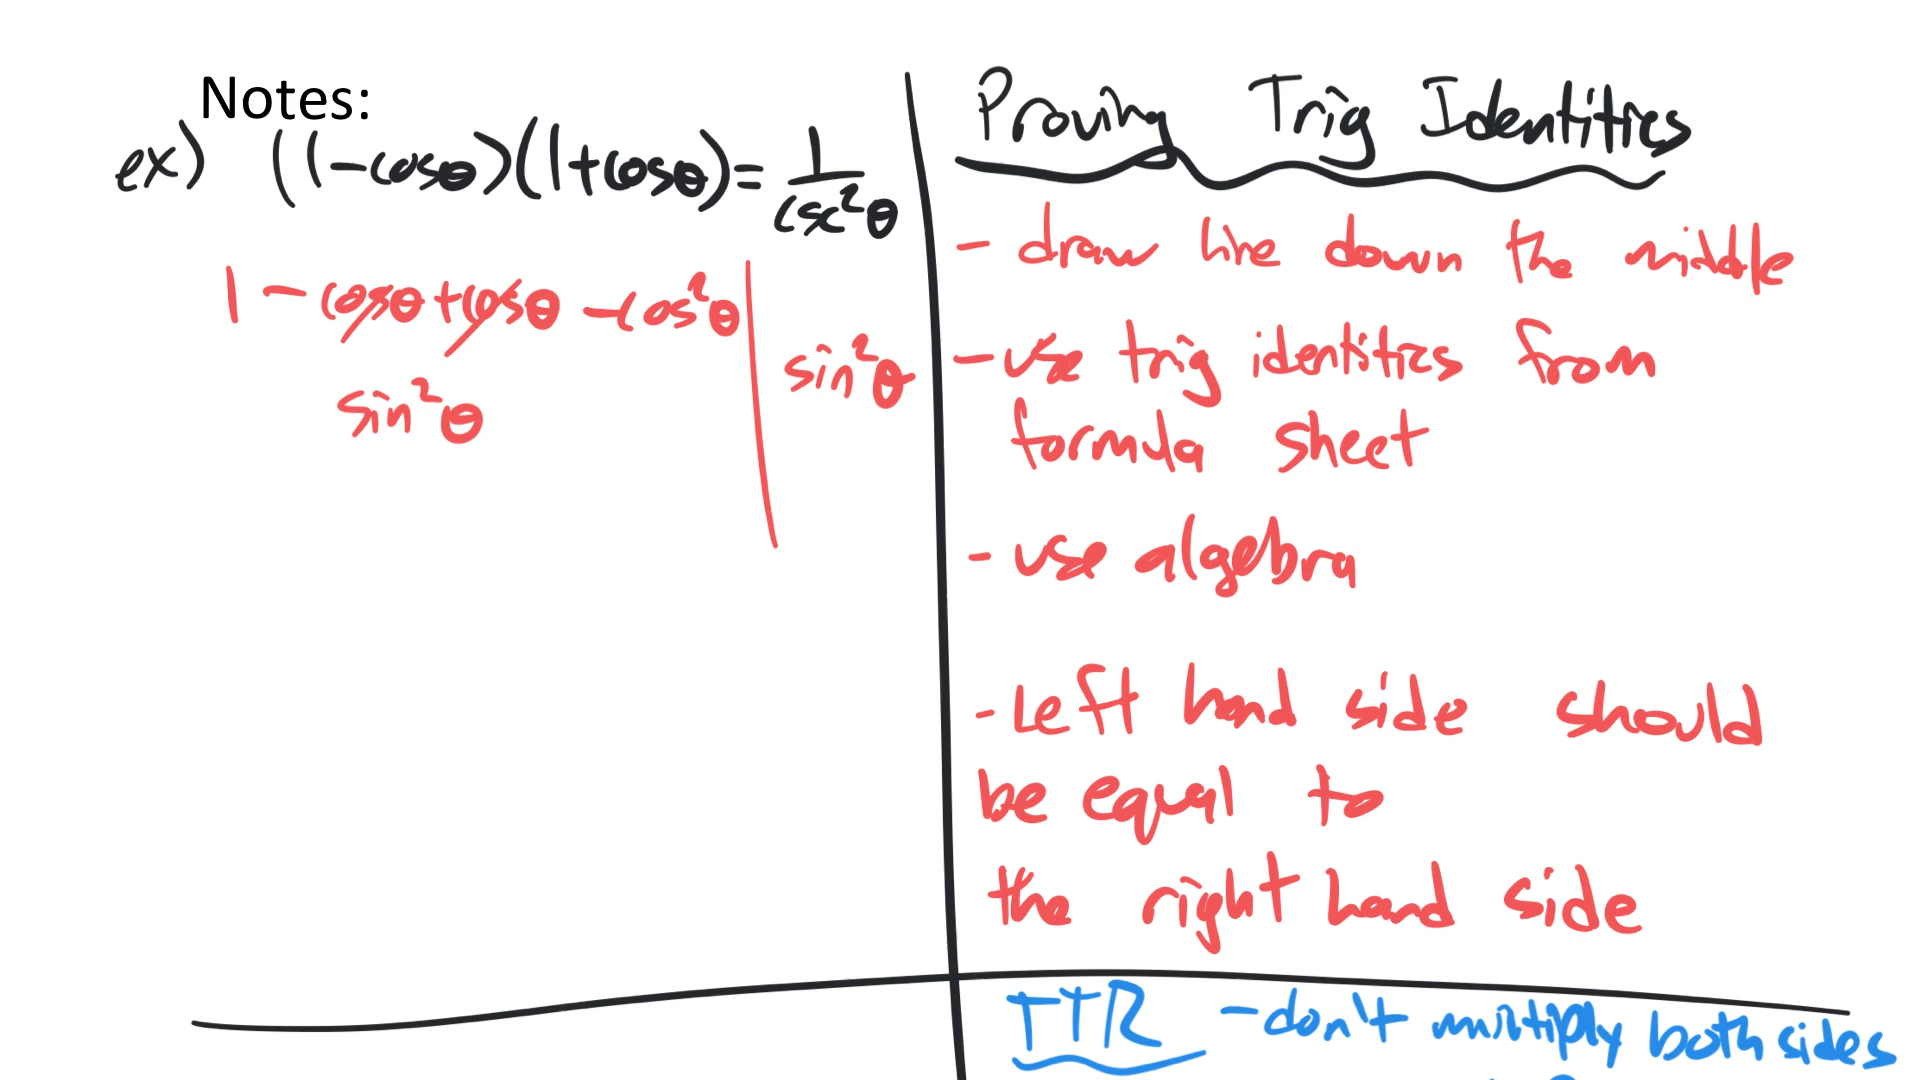 Notes:
ex) (1-cosθ)(1+cosθ)= 1/csc²θ
1 - cosθ + cosθ - cos²θ
sin²θ
sin²θ
Proving Trig Identities
- draw line down the middle
- use trig identities from
formula sheet
- use algebra
- Left hand side should
be equal to
the right hand side
TTR - don't multiply both sides